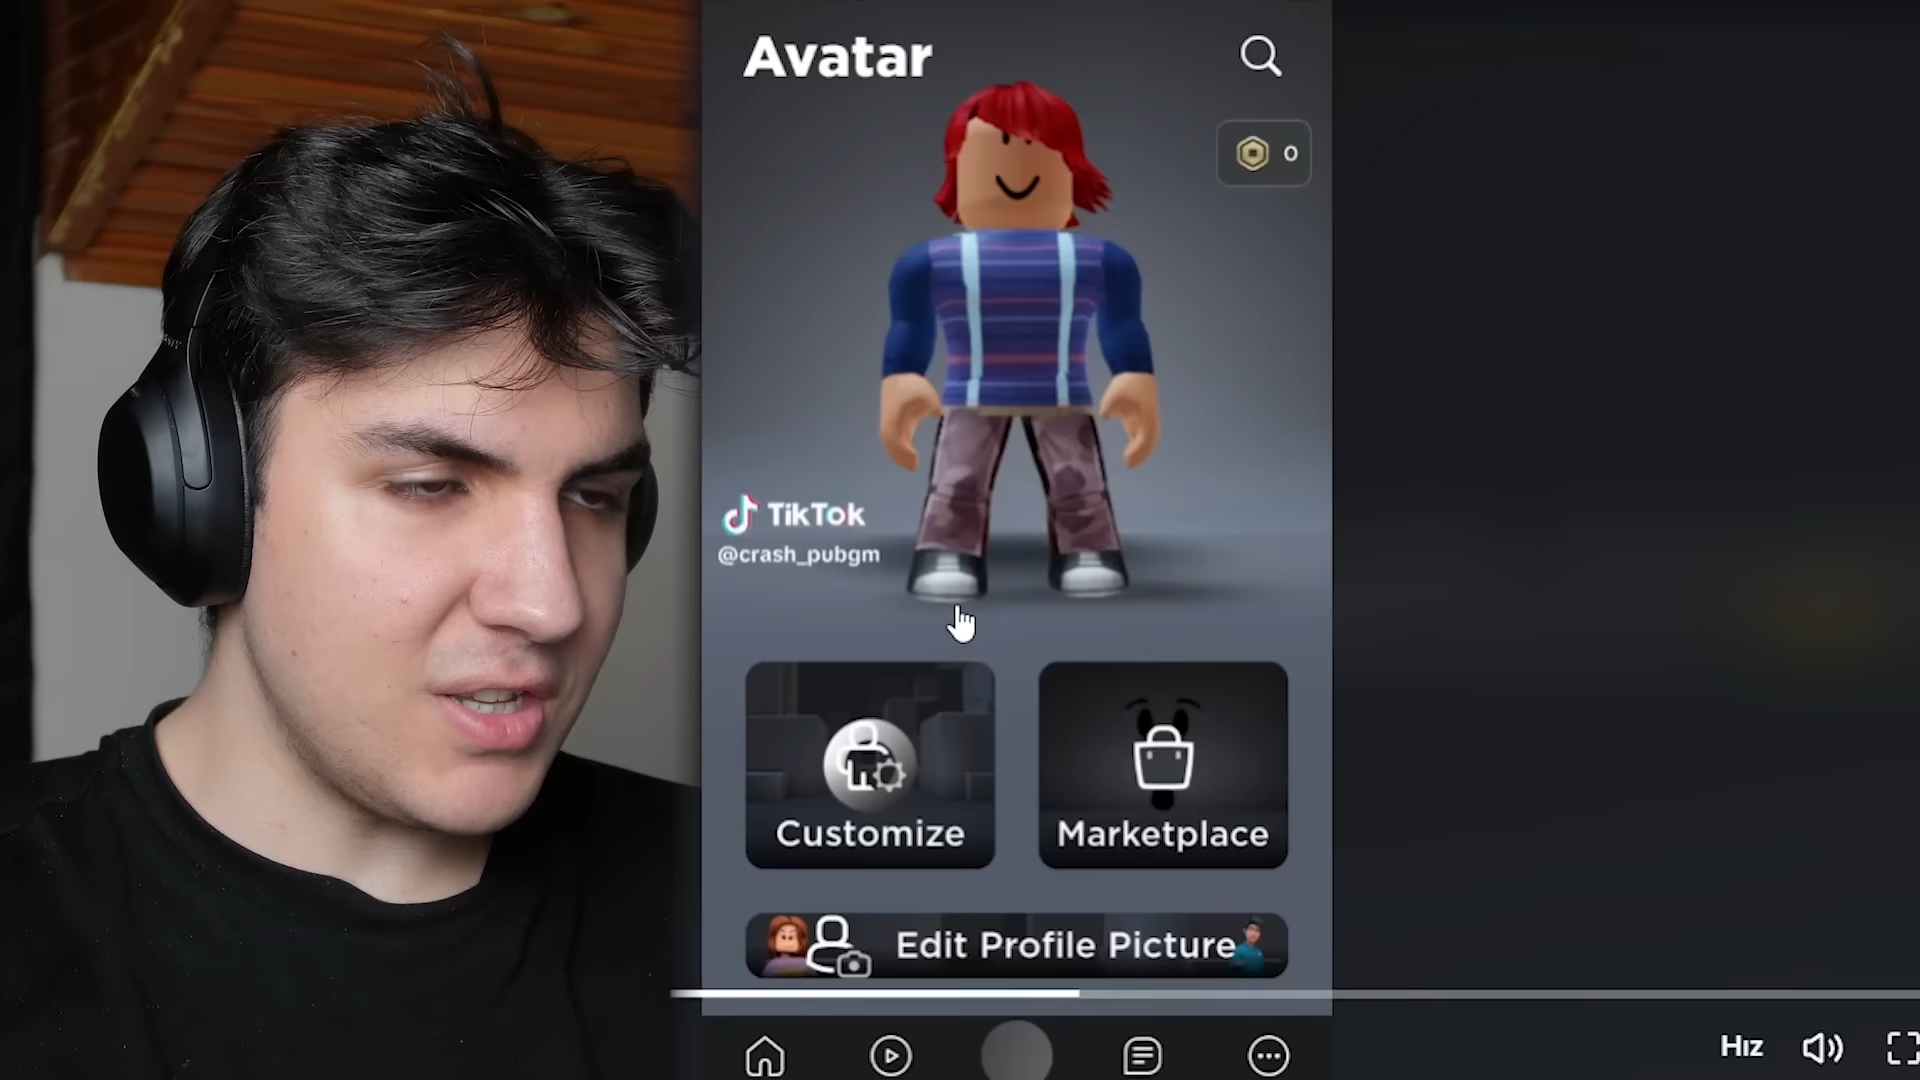 Avatar
0
TikTok
@crash_pubgm
Customize
Marketplace
Edit Profile Picture
Hız